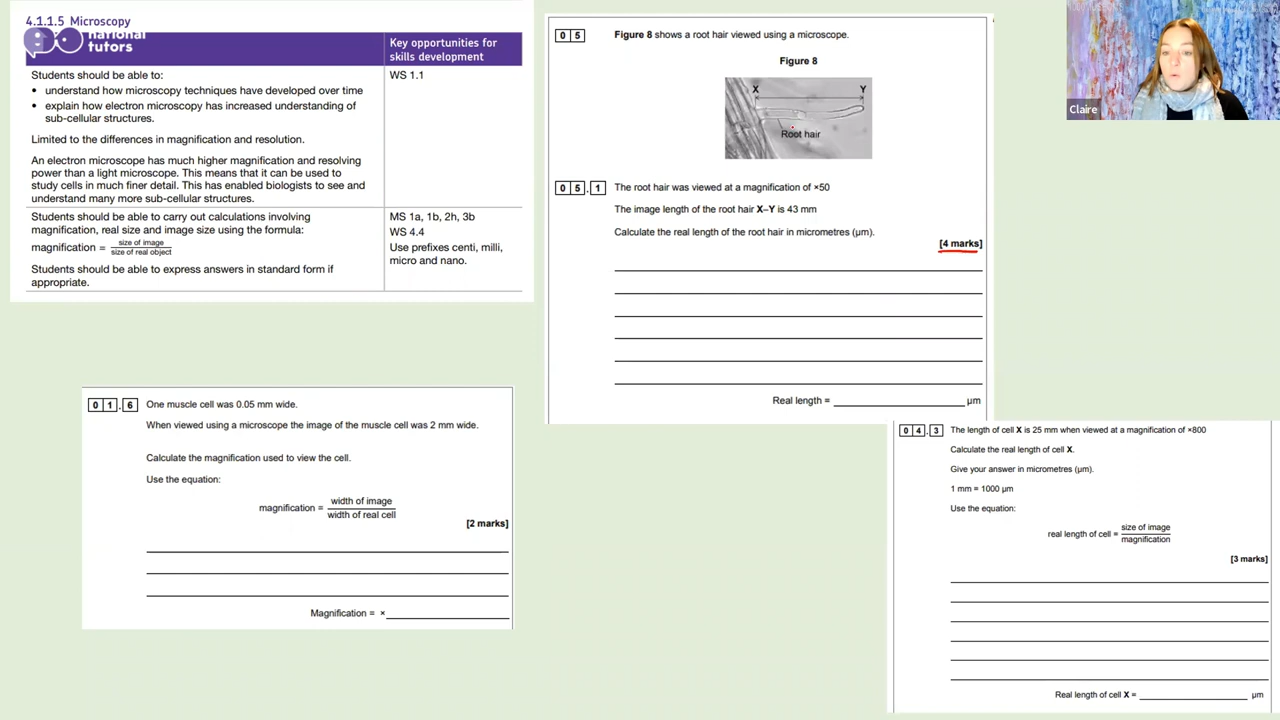 4.1.1.5 Microscopy
national
tutors
Key opportunities for
skills development
Students should be able to:
• understand how microscopy techniques have developed over time
• explain how electron microscopy has increased understanding of
sub-cellular structures.
Limited to the differences in magnification and resolution.
An electron microscope has much higher magnification and resolving
power than a light microscope. This means that it can be used to
study cells in much finer detail. This has enabled biologists to see and
understand many more sub-cellular structures.
WS 1.1
Students should be able to carry out calculations involving
magnification, real size and image size using the formula:
magnification = size of image
size of real object
Students should be able to express answers in standard form if
appropriate.
MS 1a, 1b, 2h, 3b
WS 4.4
Use prefixes centi, milli,
micro and nano.
0 5
Figure 8 shows a root hair viewed using a microscope.
Figure 8
X Y
Root hair
0 5 . 1
The root hair was viewed at a magnification of ×50
The image length of the root hair X–Y is 43 mm
Calculate the real length of the root hair in micrometres (µm).
[4 marks]
Real length = µm
Claire
0 1 . 6
One muscle cell was 0.05 mm wide.
When viewed using a microscope the image of the muscle cell was 2 mm wide.
Calculate the magnification used to view the cell.
Use the equation:
magnification = width of image
width of real cell
[2 marks]
Magnification = ×
0 4 . 3
The length of cell X is 25 mm when viewed at a magnification of ×800
Calculate the real length of cell X.
Give your answer in micrometres (µm).
1 mm = 1000 µm
Use the equation:
real length of cell = size of image
magnification
[3 marks]
Real length of cell X = µm